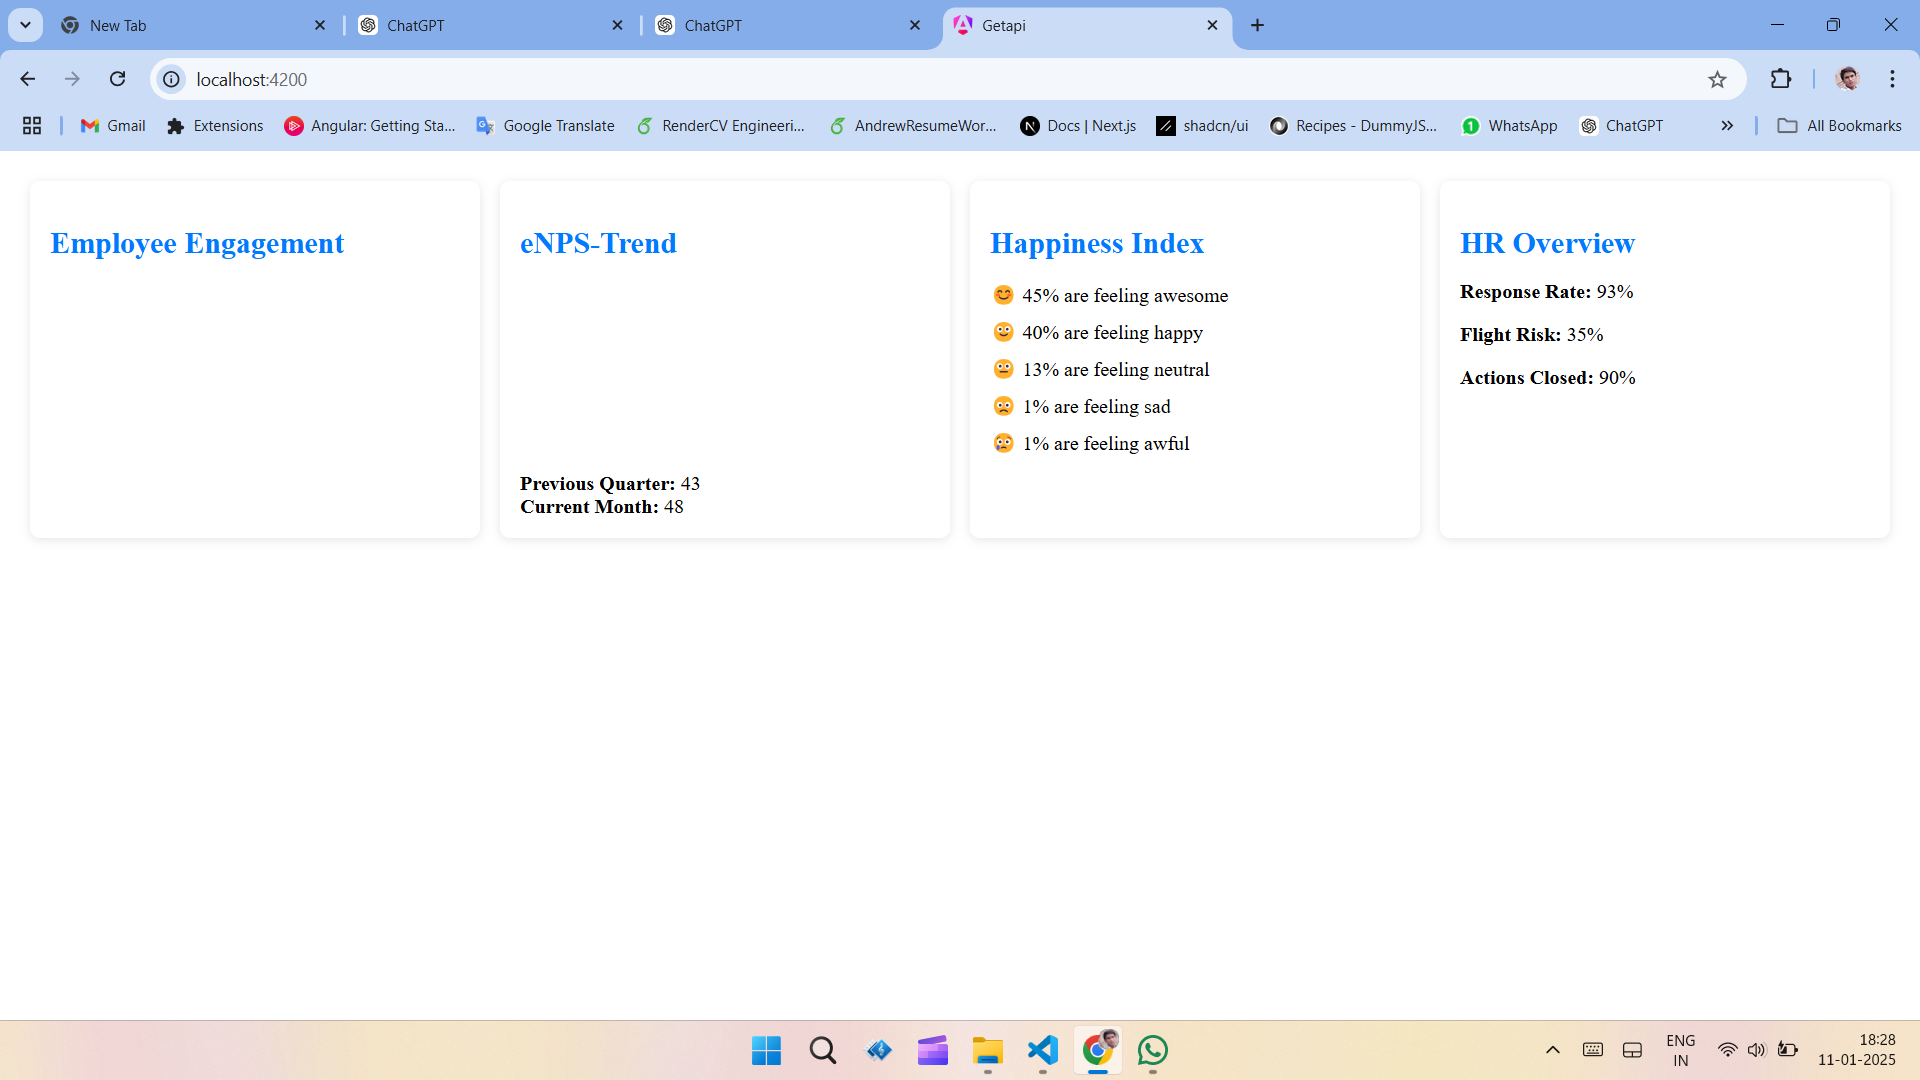 New Tab
ChatGPT
ChatGPT
Getapi
localhost:4200
Gmail
Extensions
Angular: Getting Sta...
Google Translate
RenderCV Engineeri...
AndrewResumeWor...
Docs | Next.js
shadcn/ui
Recipes - DummyJS...
1
WhatsApp
ChatGPT
All Bookmarks
Employee Engagement
eNPS-Trend
Previous Quarter: 43
Current Month: 48
Happiness Index
😊 45% are feeling awesome
🙂 40% are feeling happy
😐 13% are feeling neutral
🙁 1% are feeling sad
😢 1% are feeling awful
HR Overview
Response Rate: 93%
Flight Risk: 35%
Actions Closed: 90%
ENG
IN
18:28
11-01-2025